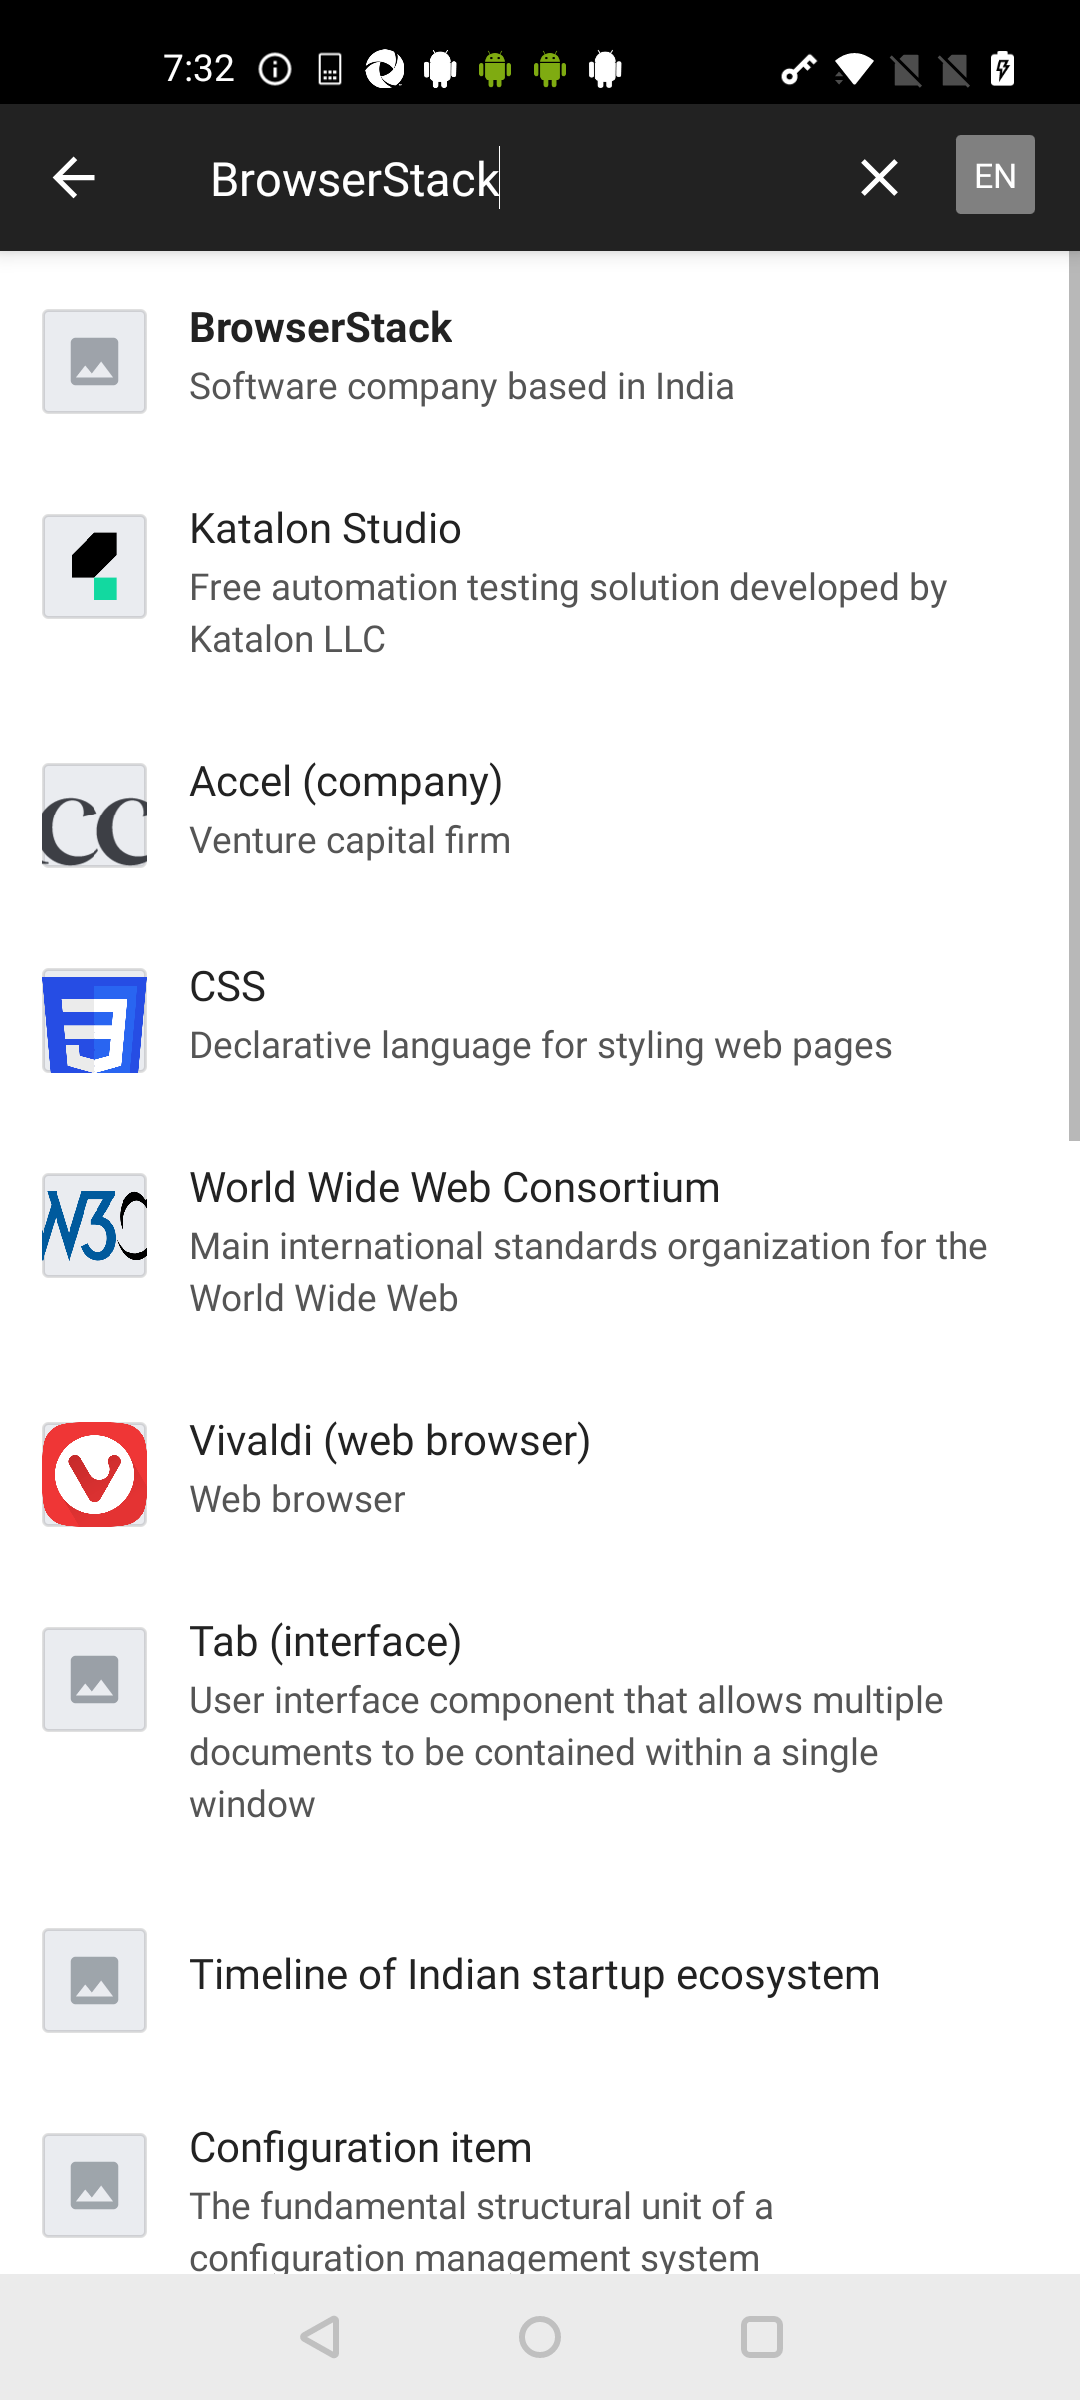 7:32
BrowserStack
EN
BrowserStack
Software company based in India
Katalon Studio
Free automation testing solution developed by
Katalon LLC
CC
Accel (company)
Venture capital firm
CSS
Declarative language for styling web pages
W3C
World Wide Web Consortium
Main international standards organization for the
World Wide Web
Vivaldi (web browser)
Web browser
Tab (interface)
User interface component that allows multiple
documents to be contained within a single
window
Timeline of Indian startup ecosystem
Configuration item
The fundamental structural unit of a
configuration management system